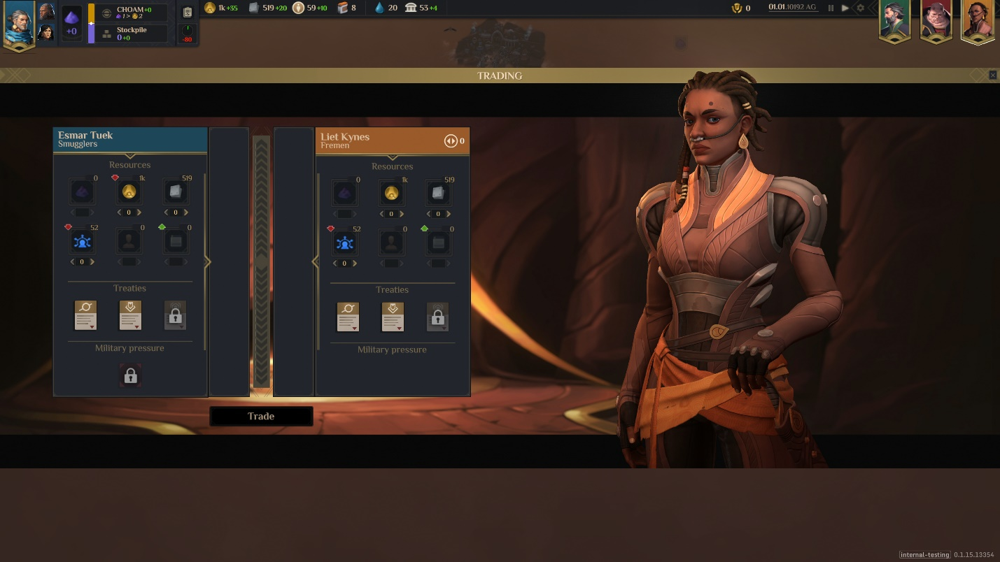 +0
CHOAM+0
1> 2
Stockpile
0+0
-80
1k+35
519+20
59+10
8
20
53+4
0
01.01.10192 AG
TRADING
Esmar Tuek
Smugglers
Resources
0
1k
519
0
0
52
0
0
0
Treaties
Military pressure
Liet Kynes
Fremen
0
Resources
0
1k
519
0
0
52
0
0
0
Treaties
Military pressure
Trade
internal-testing 0.1.15.13354